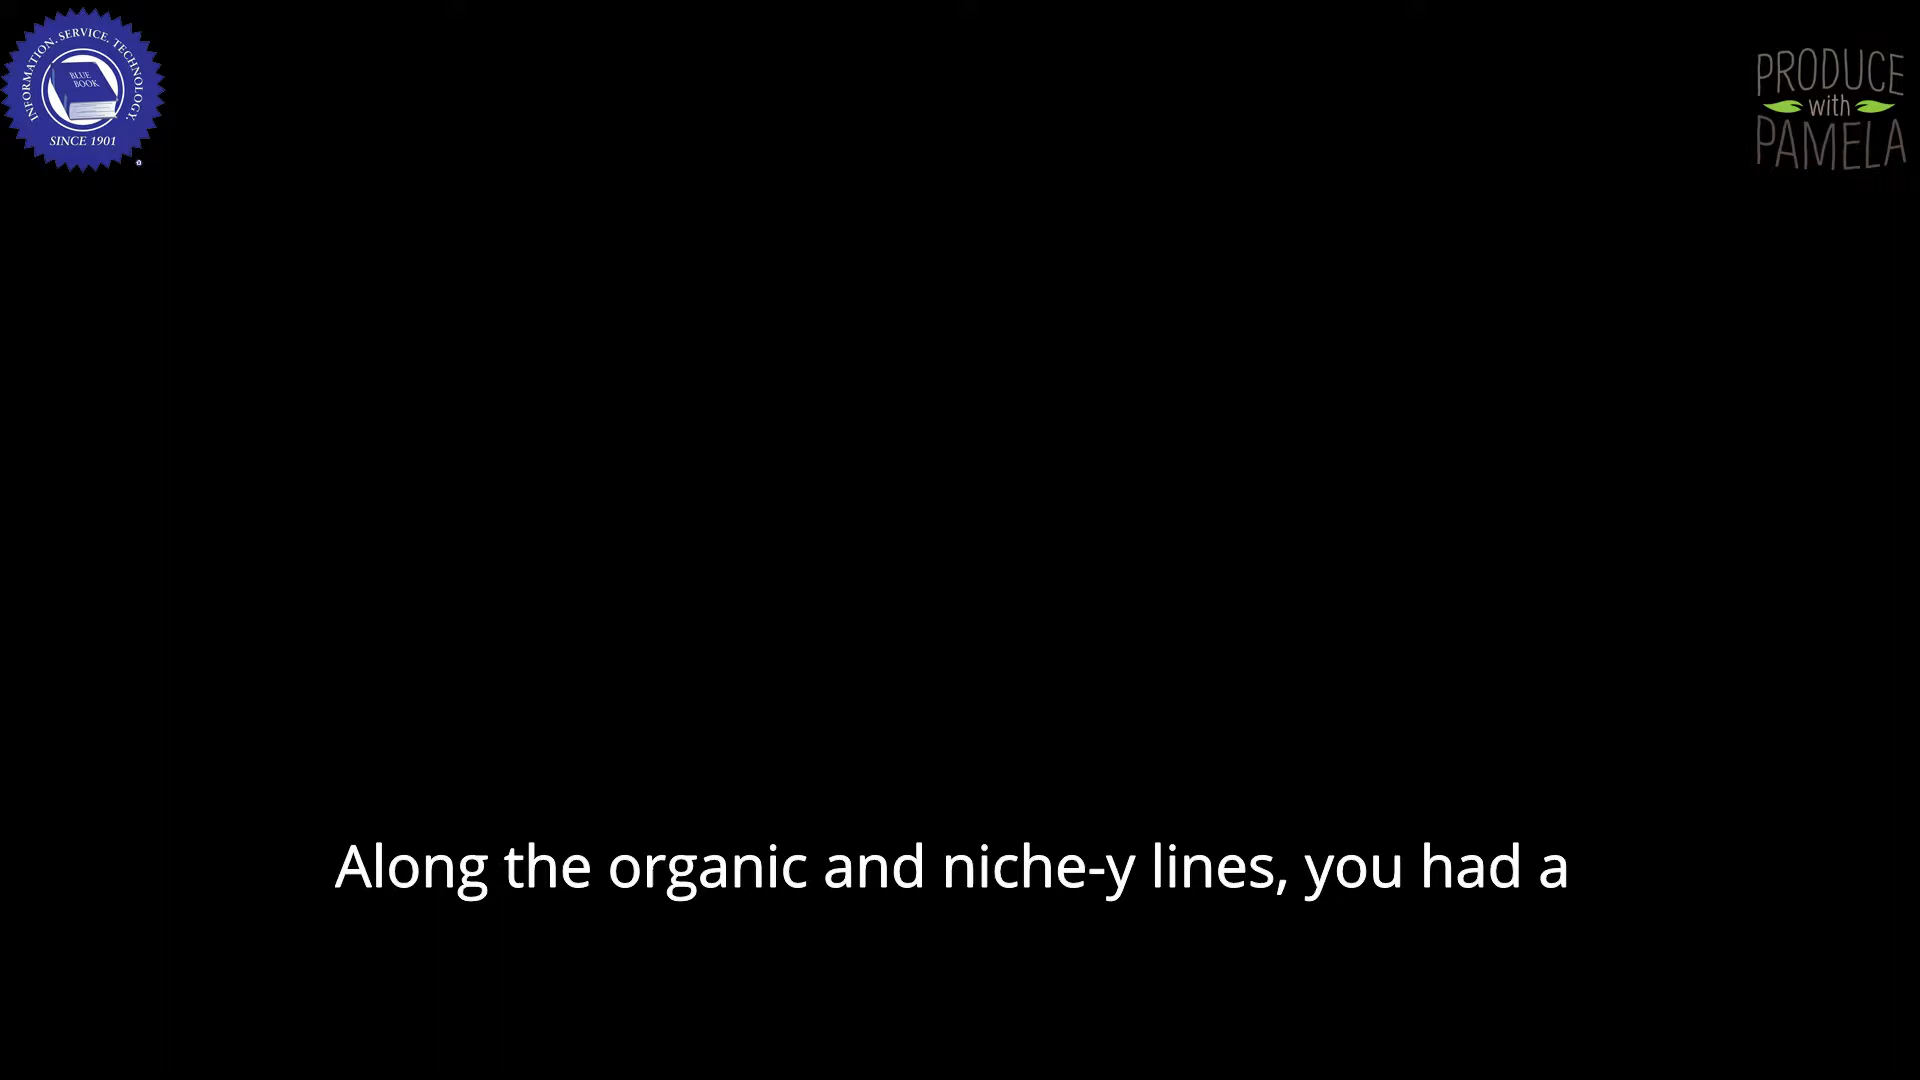 INFORMATION. SERVICE. TECHNOLOGY.
BLUE
BOOK
SINCE 1901
PRODUCE
with
PAMELA
Along the organic and niche-y lines, you had a